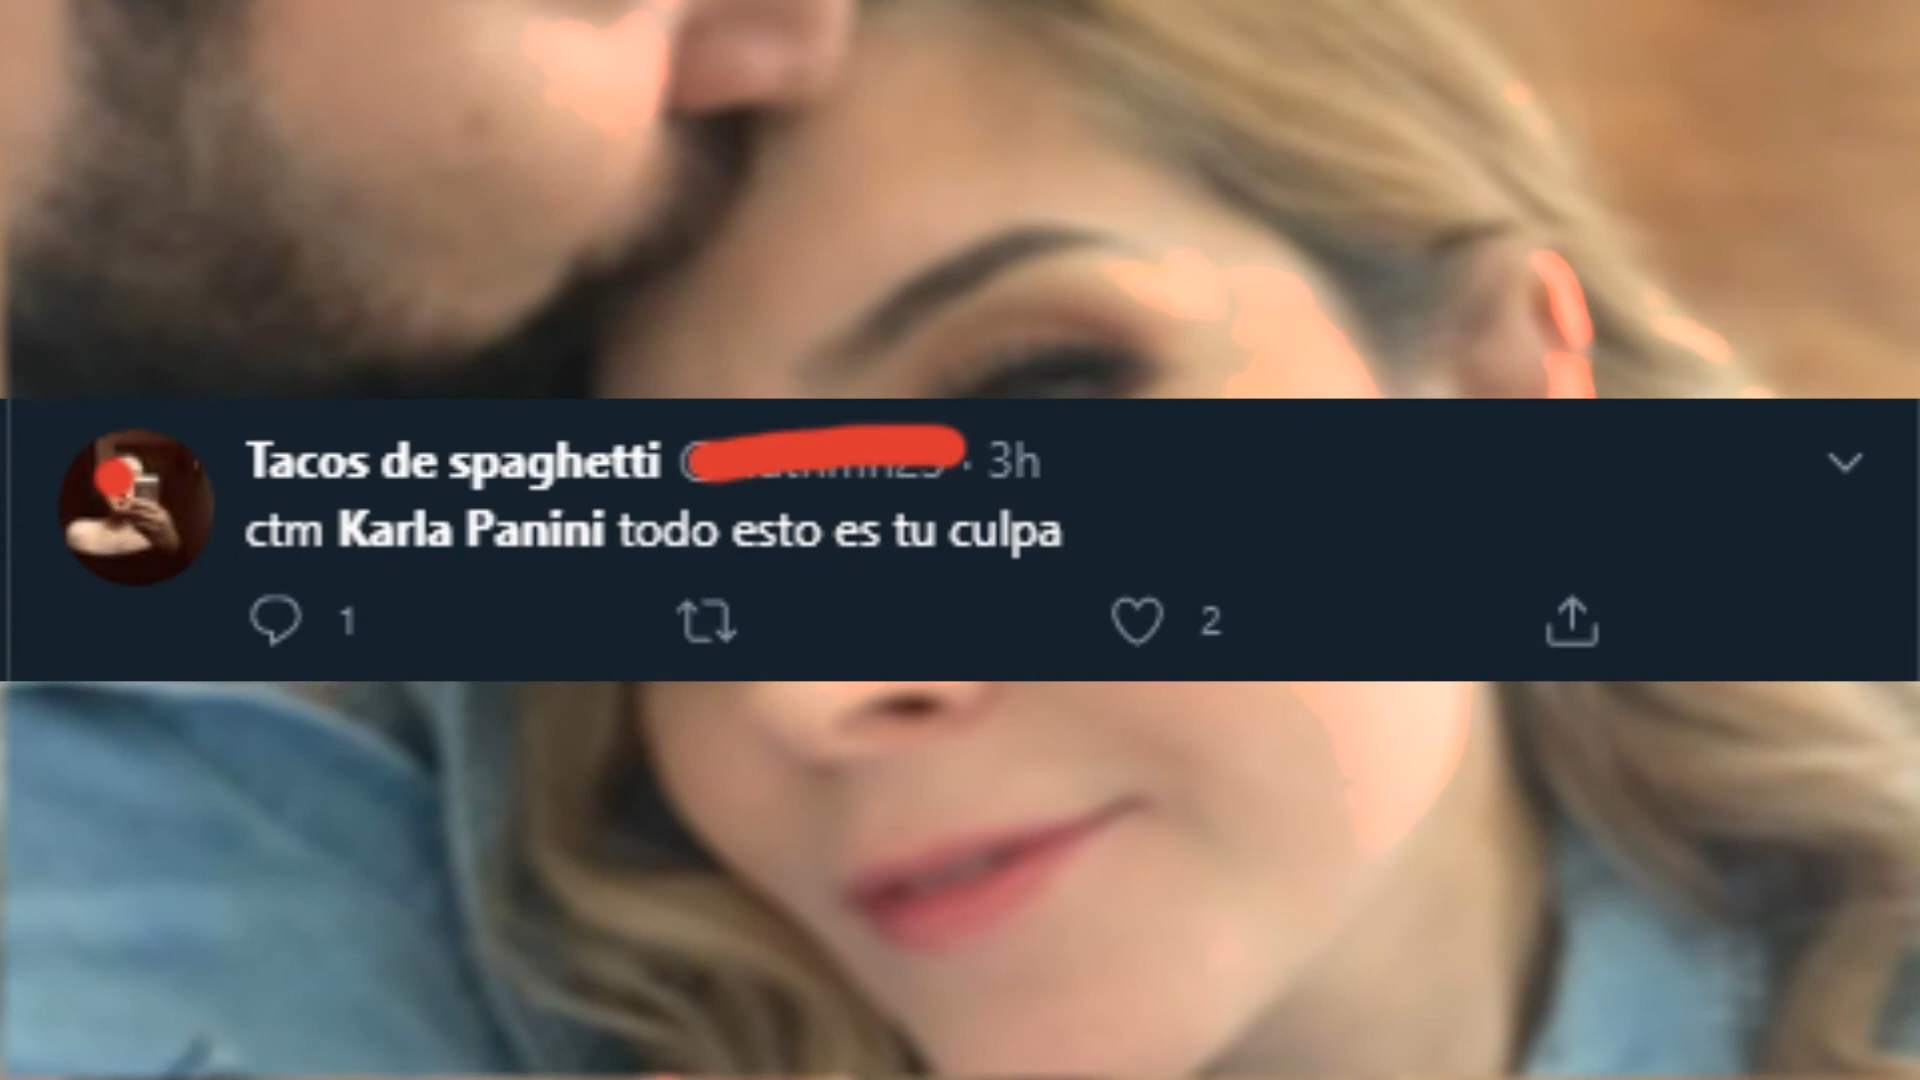 Tacos de spaghetti · 3h
ctm Karla Panini todo esto es tu culpa
1 2